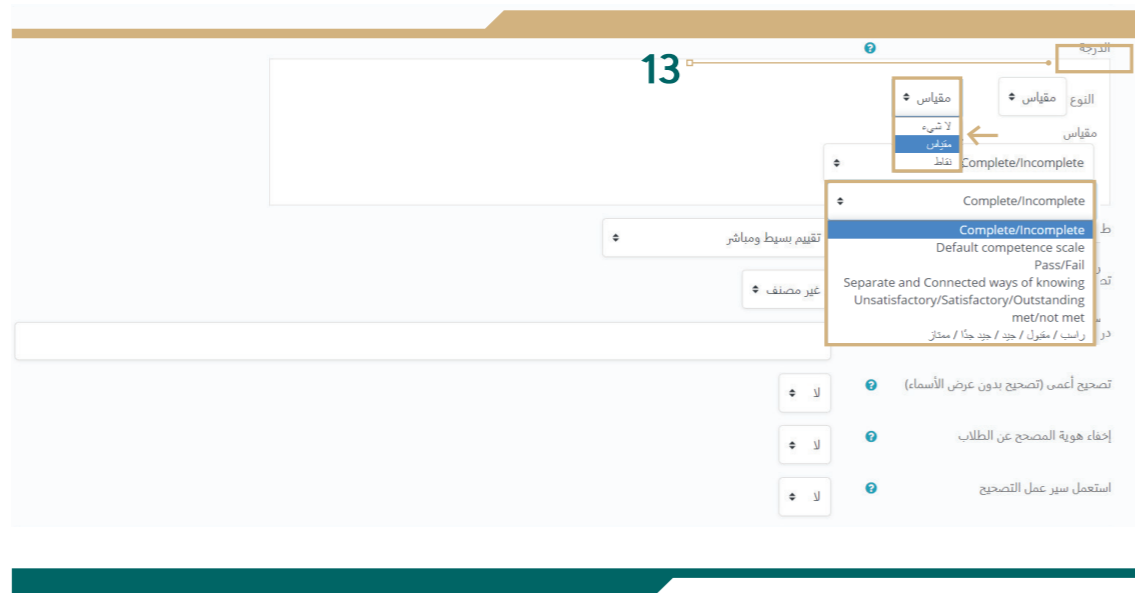 الدرجة
13
النوع
مقياس
مقياس
لا شيء
مقياس
نقاط
مقياس
Complete/Incomplete
Complete/Incomplete
Complete/Incomplete
Default competence scale
Pass/Fail
Separate and Connected ways of knowing
Unsatisfactory/Satisfactory/Outstanding
met/not met
راسب / مقبول / جيد / جيد جدًا / ممتاز
ط
تقييم بسيط ومباشر
غير مصنف
در
تصحيح أعمى (تصحيح بدون عرض الأسماء)
لا
إخفاء هوية المصحح عن الطلاب
لا
استعمل سير عمل التصحيح
لا